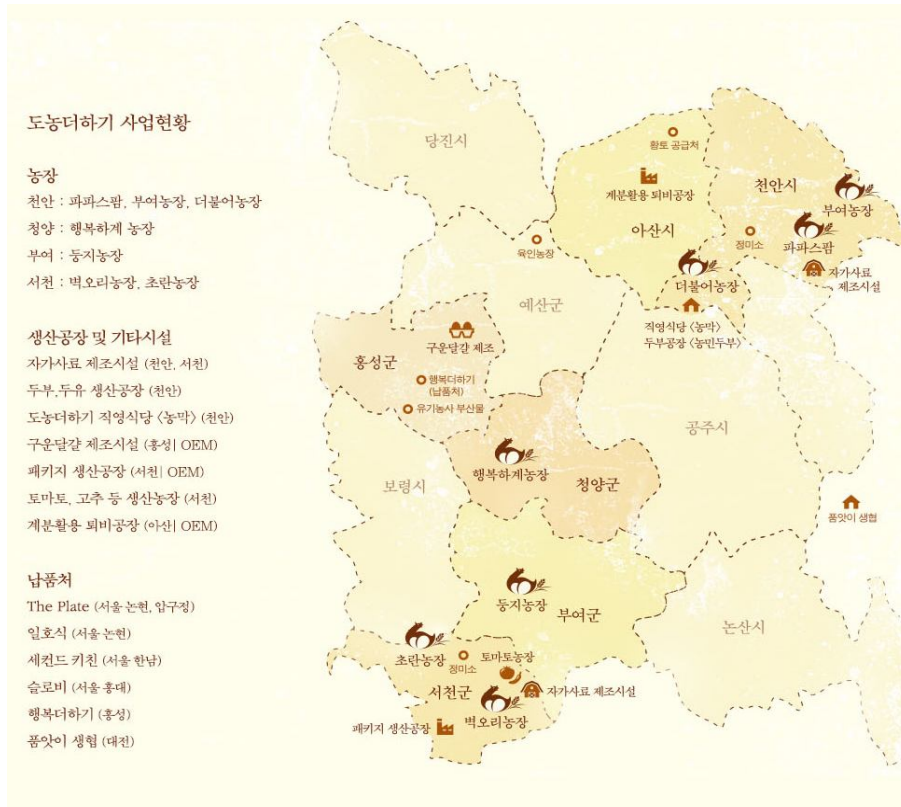 도농더하기 사업현황
농장
천안 : 파파스팜, 부여농장, 더불어농장
청양 : 행복하계 농장
부여 : 둥지농장
서천 : 벽오리농장, 초란농장
생산공장 및 기타시설
자가사료 제조시설 (천안, 서천)
두부,두유 생산공장 (천안)
도농더하기 직영식당 〈농막〉 (천안)
구운달걀 제조시설 (홍성| OEM)
패키지 생산공장 (서천| OEM)
토마토, 고추 등 생산농장 (서천)
계분활용 퇴비공장 (아산| OEM)
납품처
The Plate (서울 논현, 압구정)
일호식 (서울 논현)
세컨드 키친 (서울 한남)
슬로비 (서울 홍대)
행복더하기 (홍성)
품앗이 생협 (대전)
당진시
황토 공급처
계분활용 퇴비공장
천안시
부여농장
아산시
정미소
파파스팜
육인농장
더불어농장
자가사료
제조시설
예산군
직영식당 〈농막〉
두부공장 〈농민두부〉
구운달걀 제조
홍성군
행복더하기
(납품처)
유기농사 부산물
공주시
행복하계농장
청양군
보령시
품앗이 생협
둥지농장
부여군
논산시
초란농장
정미소
토마토농장
서천군
자가사료 제조시설
벽오리농장
패키지 생산공장